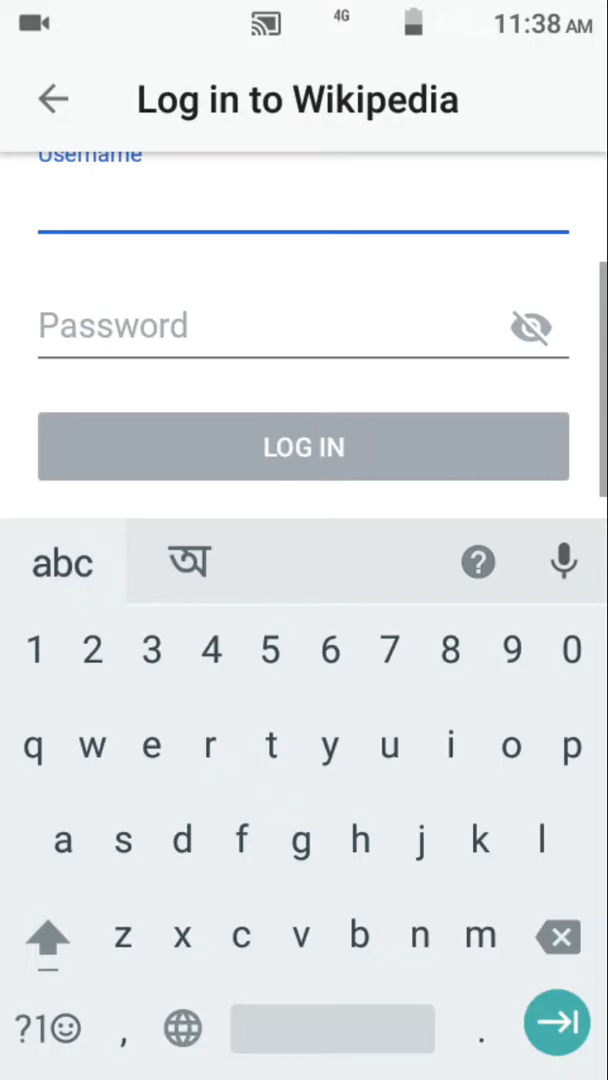 4G 11:38 AM
Log in to Wikipedia
Username
Password
LOG IN
abc অ
1 2 3 4 5 6 7 8 9 0
q w e r t y u i o p
a s d f g h j k l
z x c v b n m
?1☺ , .